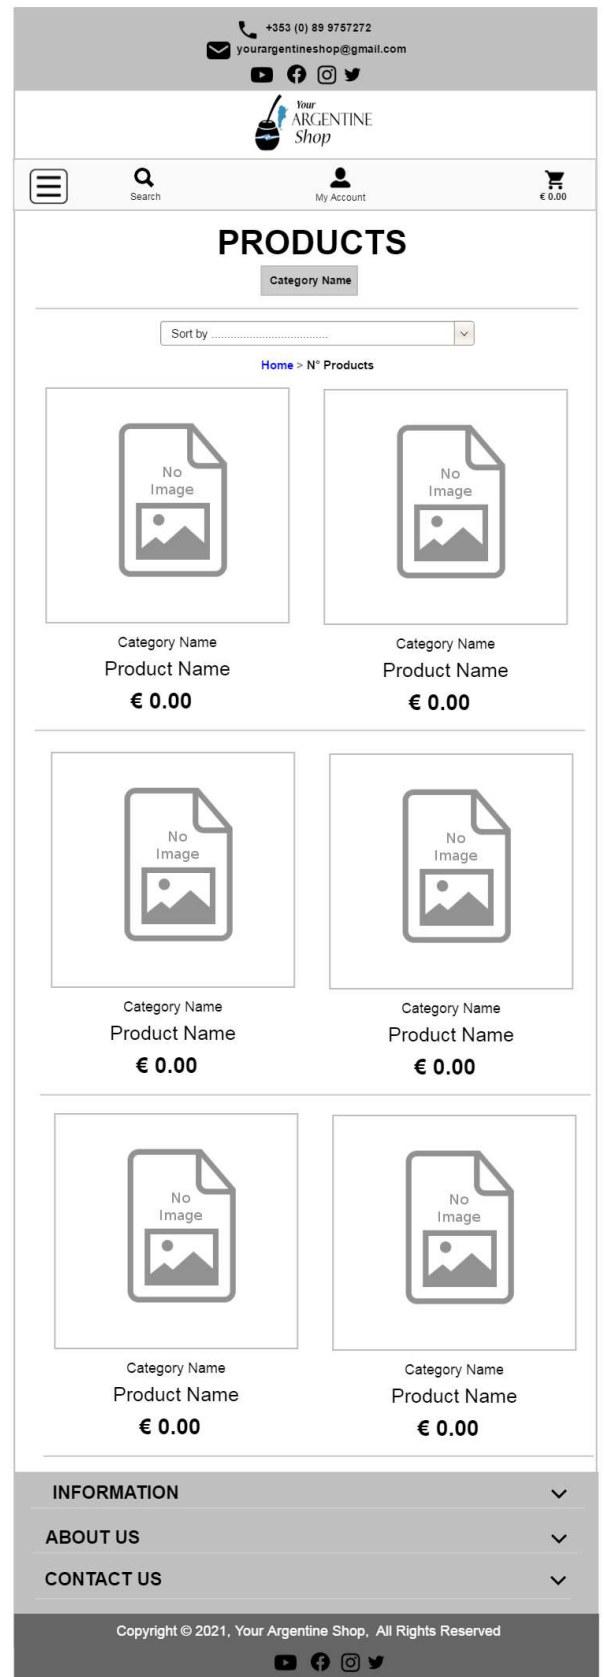 +353 (0) 89 9757272
yourargentineshop@gmail.com
Your
ARGENTINE
Shop
Search
My Account
€ 0.00
PRODUCTS
Category Name
Sort by .....................................
Home > N° Products
No
Image
No
Image
Category Name
Product Name
€ 0.00
Category Name
Product Name
€ 0.00
No
Image
No
Image
Category Name
Product Name
€ 0.00
Category Name
Product Name
€ 0.00
No
Image
No
Image
Category Name
Product Name
€ 0.00
Category Name
Product Name
€ 0.00
INFORMATION
ABOUT US
CONTACT US
Copyright © 2021, Your Argentine Shop, All Rights Reserved